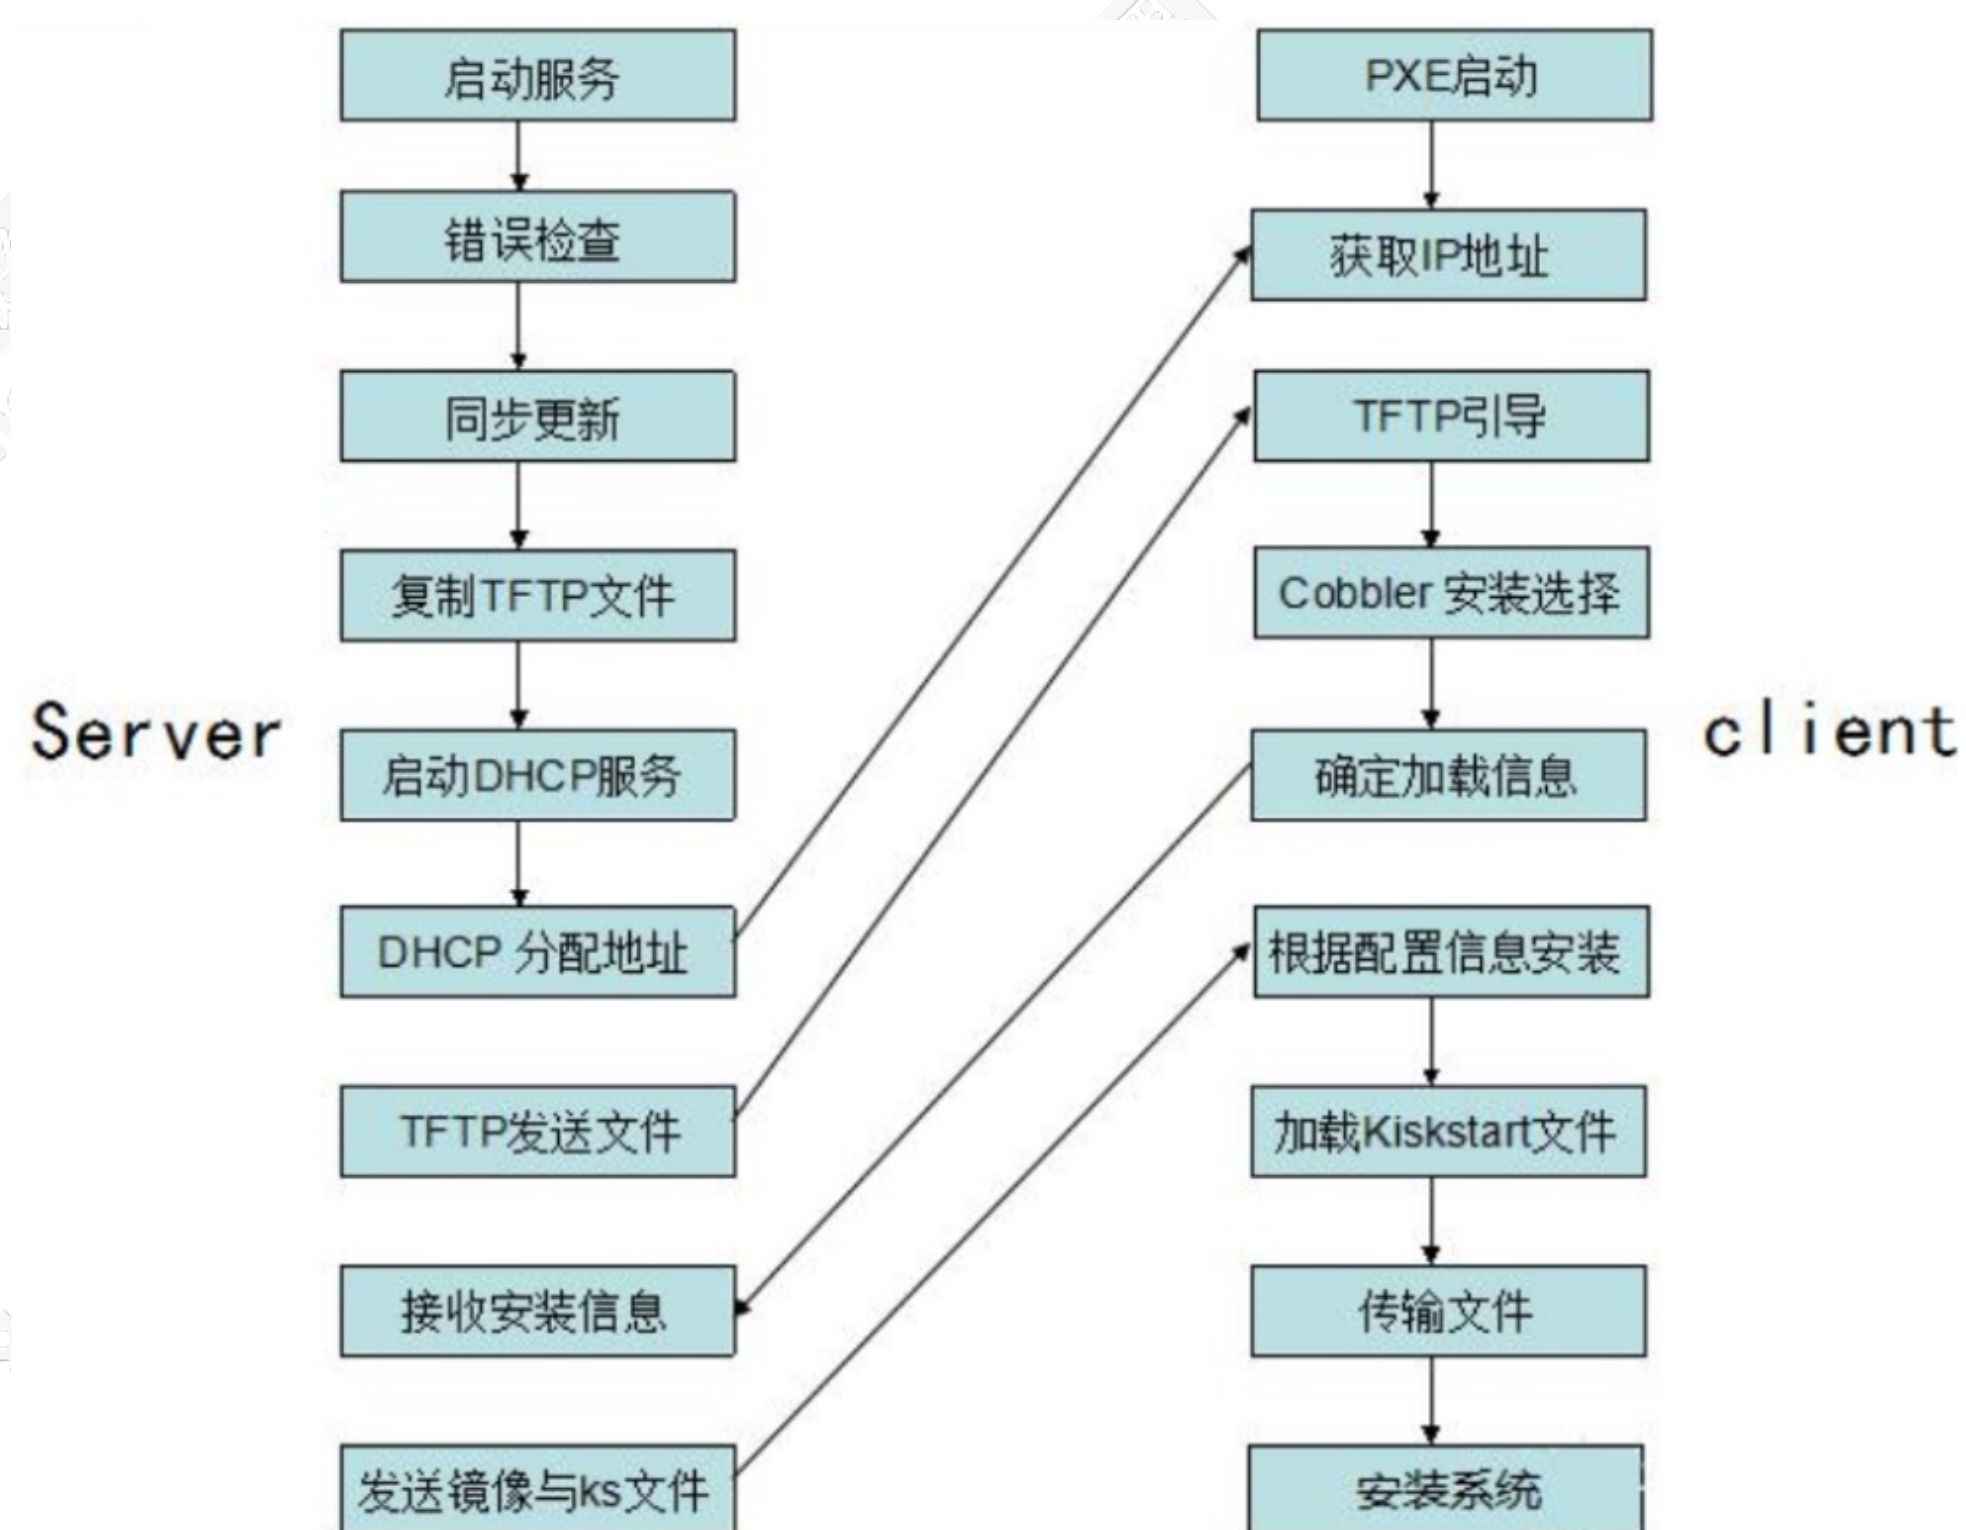 启动服务
错误检查
同步更新
复制TFTP文件
Server
启动DHCP服务
DHCP 分配地址
TFTP发送文件
接收安装信息
发送镜像与ks文件
PXE启动
获取IP地址
TFTP引导
Cobbler 安装选择
client
确定加载信息
根据配置信息安装
加载Kiskstart文件
传输文件
安装系统